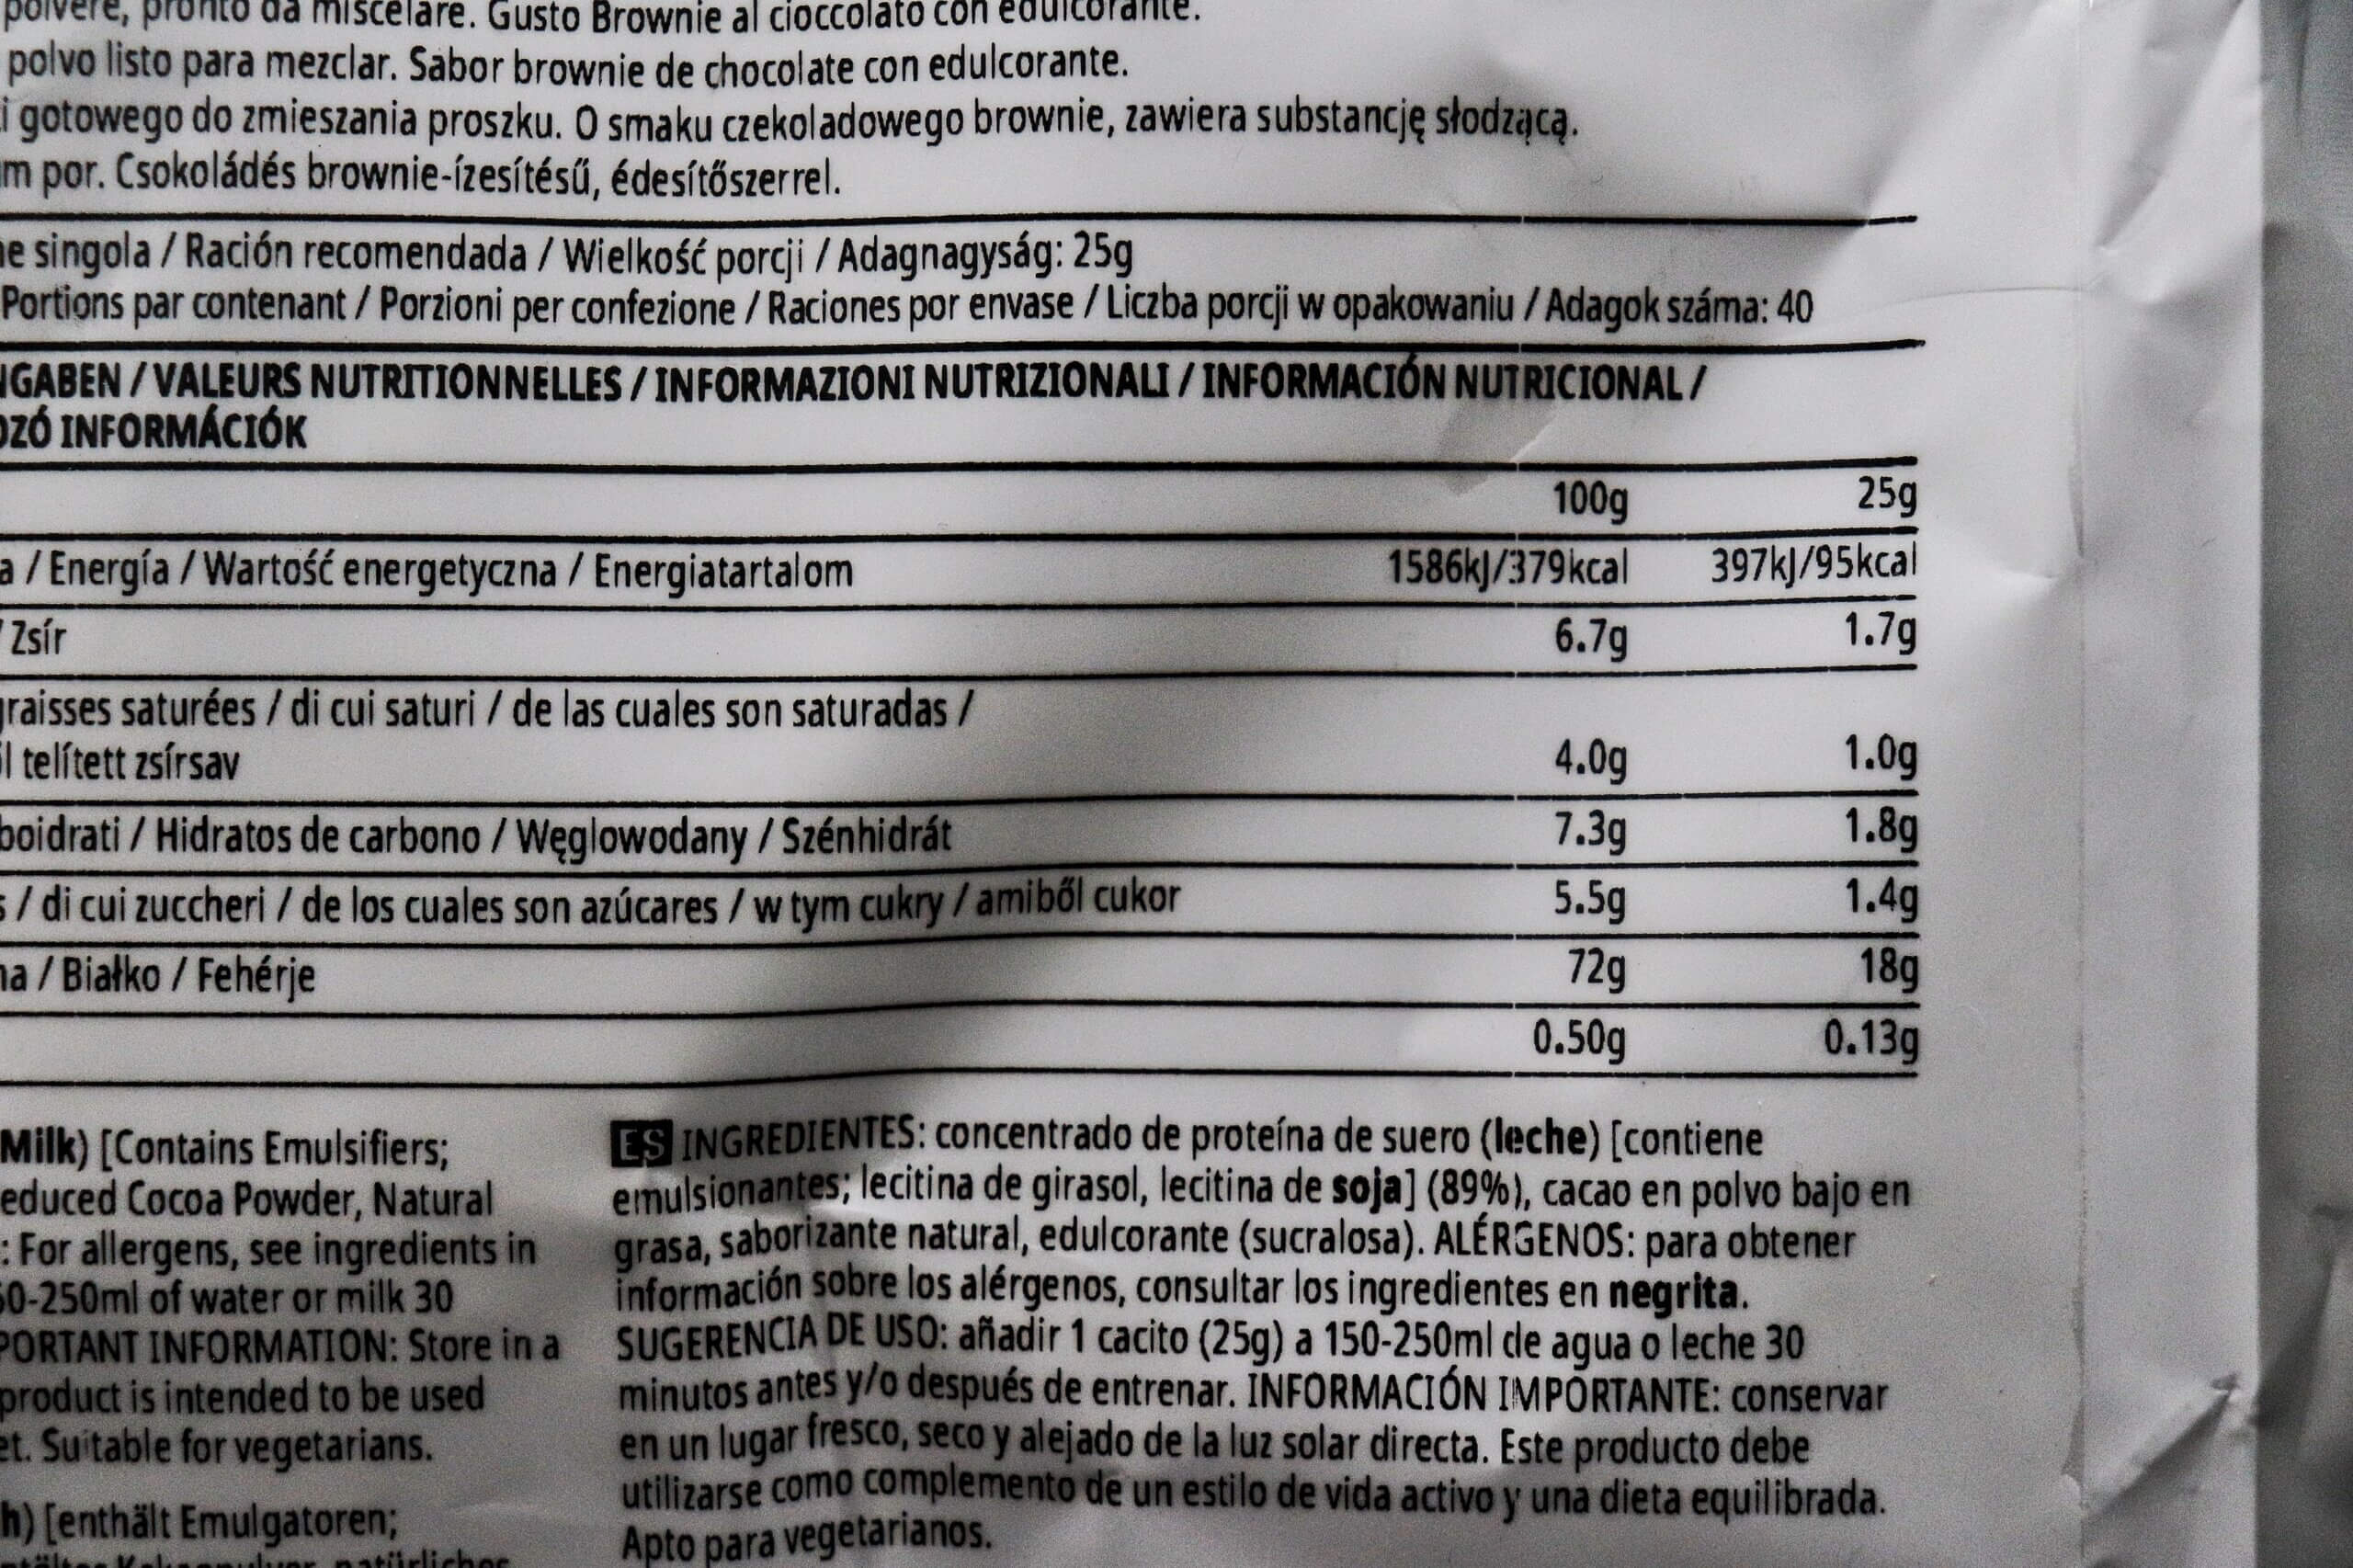 polvere, pronto da miscelare. Gusto Brownie al cioccolato con edulcorante.
polvo listo para mezclar. Sabor brownie de chocolate con edulcorante.
i gotowego do zmieszania proszku. O smaku czekoladowego brownie, zawiera substancję słodzącą.
m por. Csokoládés brownie-ízesítésű, édesítőszerrel.
ne singola / Ración recomendada / Wielkość porcji / Adagnagyság: 25g
Portions par contenant / Porzioni per confezione / Raciones por envase / Liczba porcji w opakowaniu / Adagok száma: 40
NGABEN / VALEURS NUTRITIONNELLES / INFORMAZIONI NUTRIZIONALI / INFORMACIÓN NUTRICIONAL /
OZÓ INFORMÁCIÓK
100g 25g
a / Energía / Wartość energetyczna / Energiatartalom 1586kJ/379kcal 397kJ/95kcal
/ Zsír 6.7g 1.7g
graisses saturées / di cui saturi / de las cuales son saturadas /
l telített zsírsav 4.0g 1.0g
boidrati / Hidratos de carbono / Węglowodany / Szénhidrát 7.3g 1.8g
s / di cui zuccheri / de los cuales son azúcares / w tym cukry / amiből cukor 5.5g 1.4g
na / Białko / Fehérje 72g 18g
0.50g 0.13g
Milk) [Contains Emulsifiers;
educed Cocoa Powder, Natural
: For allergens, see ingredients in
50-250ml of water or milk 30
PORTANT INFORMATION: Store in a
product is intended to be used
et. Suitable for vegetarians.
h) [enthält Emulgatoren;
ES INGREDIENTES: concentrado de proteína de suero (leche) [contiene
emulsionantes; lecitina de girasol, lecitina de soja] (89%), cacao en polvo bajo en
grasa, saborizante natural, edulcorante (sucralosa). ALÉRGENOS: para obtener
información sobre los alérgenos, consultar los ingredientes en negrita.
SUGERENCIA DE USO: añadir 1 cacito (25g) a 150-250ml de agua o leche 30
minutos antes y/o después de entrenar. INFORMACIÓN IMPORTANTE: conservar
en un lugar fresco, seco y alejado de la luz solar directa. Este producto debe
utilizarse como complemento de un estilo de vida activo y una dieta equilibrada.
Apto para vegetarianos.